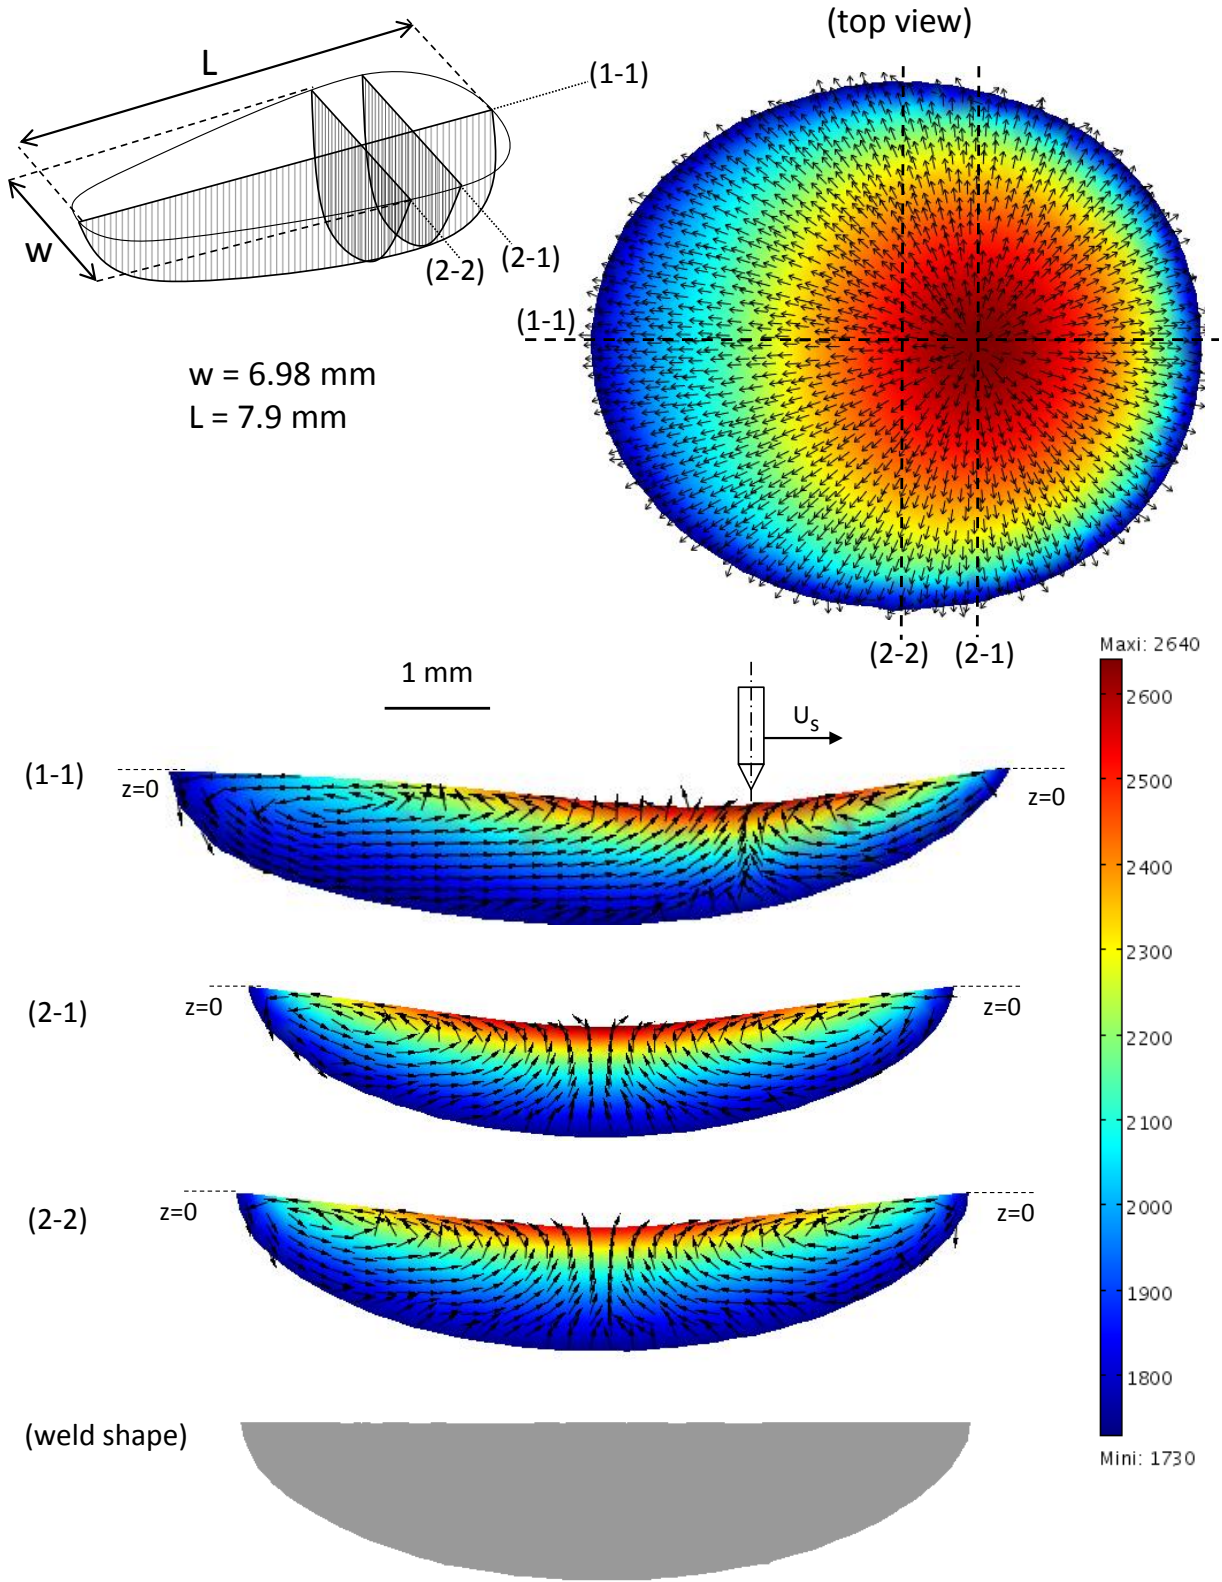 (top view)
L
(1-1)
w
(2-1)
(2-2)
(1-1)
w = 6.98 mm
L = 7.9 mm
(2-2)
(2-1)
Maxi: 2640
1 mm
2600
U_s
(1-1)
z=0
z=0
2500
2400
2300
(2-1)
z=0
z=0
2200
2100
2000
(2-2)
z=0
z=0
1900
1800
(weld shape)
Mini: 1730